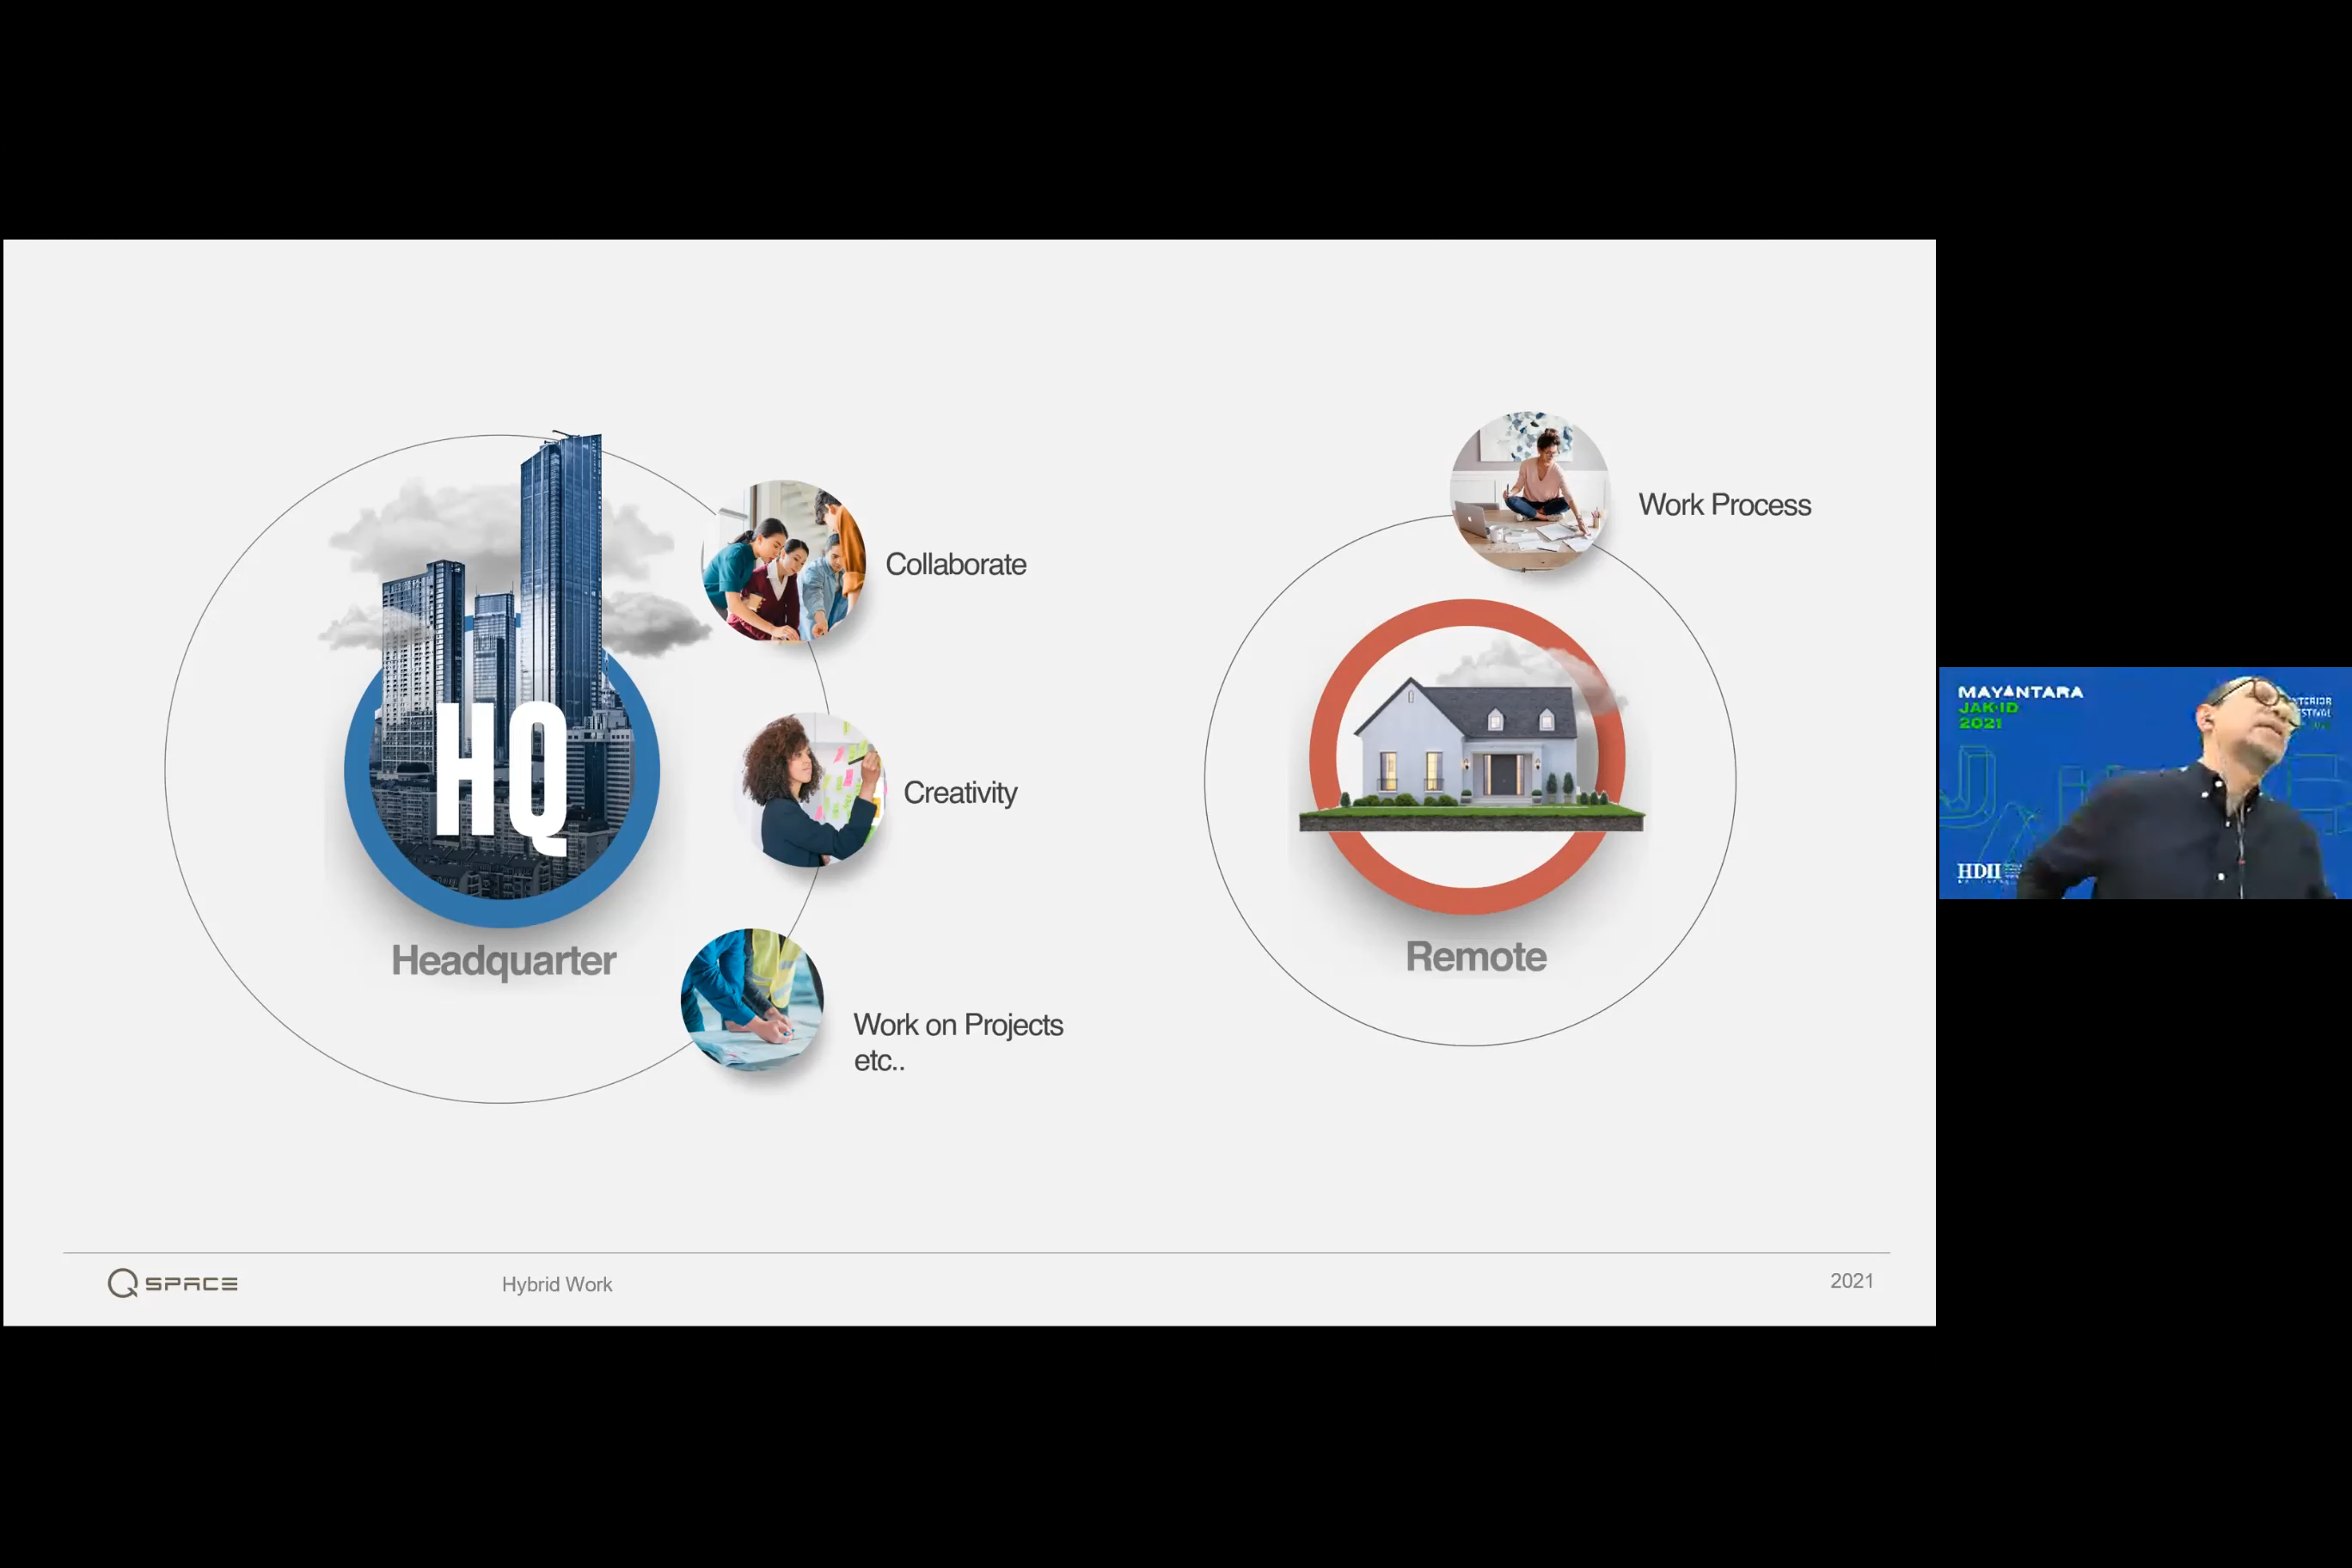 HQ
Headquarter
Collaborate
Creativity
Work on Projects
etc..
Work Process
Remote
Q SPACE
Hybrid Work
2021
MAYANTARA
JAK·ID
2021
HDII